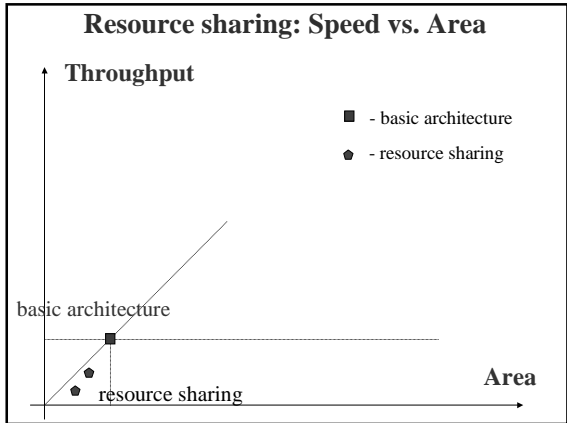 Resource sharing: Speed vs. Area
Throughput
- basic architecture
- resource sharing
basic architecture
resource sharing
Area